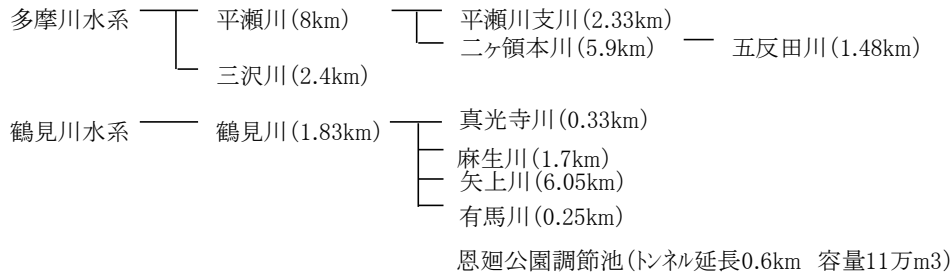 多摩川水系 平瀬川(8km) 平瀬川支川(2.33km)
二ヶ領本川(5.9km) 五反田川(1.48km)
三沢川(2.4km)
鶴見川水系 鶴見川(1.83km) 真光寺川(0.33km)
麻生川(1.7km)
矢上川(6.05km)
有馬川(0.25km)
恩廻公園調節池(トンネル延長0.6km 容量11万m3)